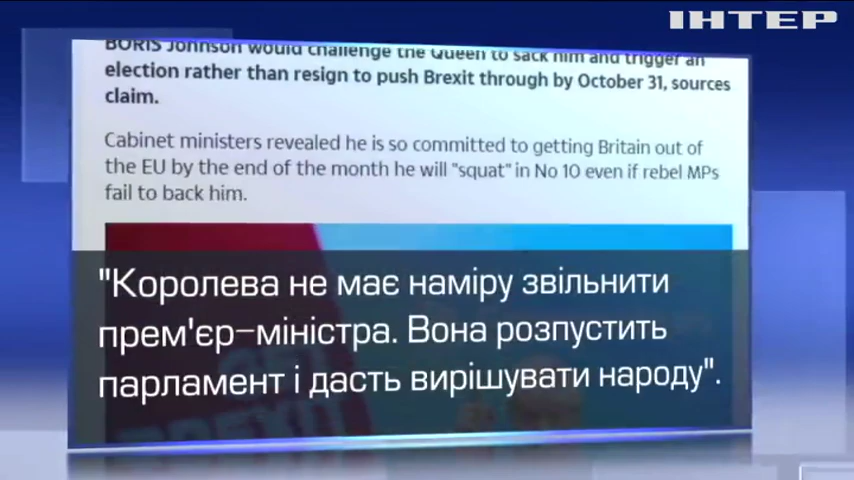 ІНТЕР
BORIS Johnson would challenge the Queen to sack him and trigger an
election rather than resign to push Brexit through by October 31, sources
claim.
Cabinet ministers revealed he is so committed to getting Britain out of
the EU by the end of the month he will "squat" in No 10 even if rebel MPs
fail to back him.
"Королева не має наміру звільнити
прем'єр-міністра. Вона розпустить
парламент і дасть вирішувати народу".